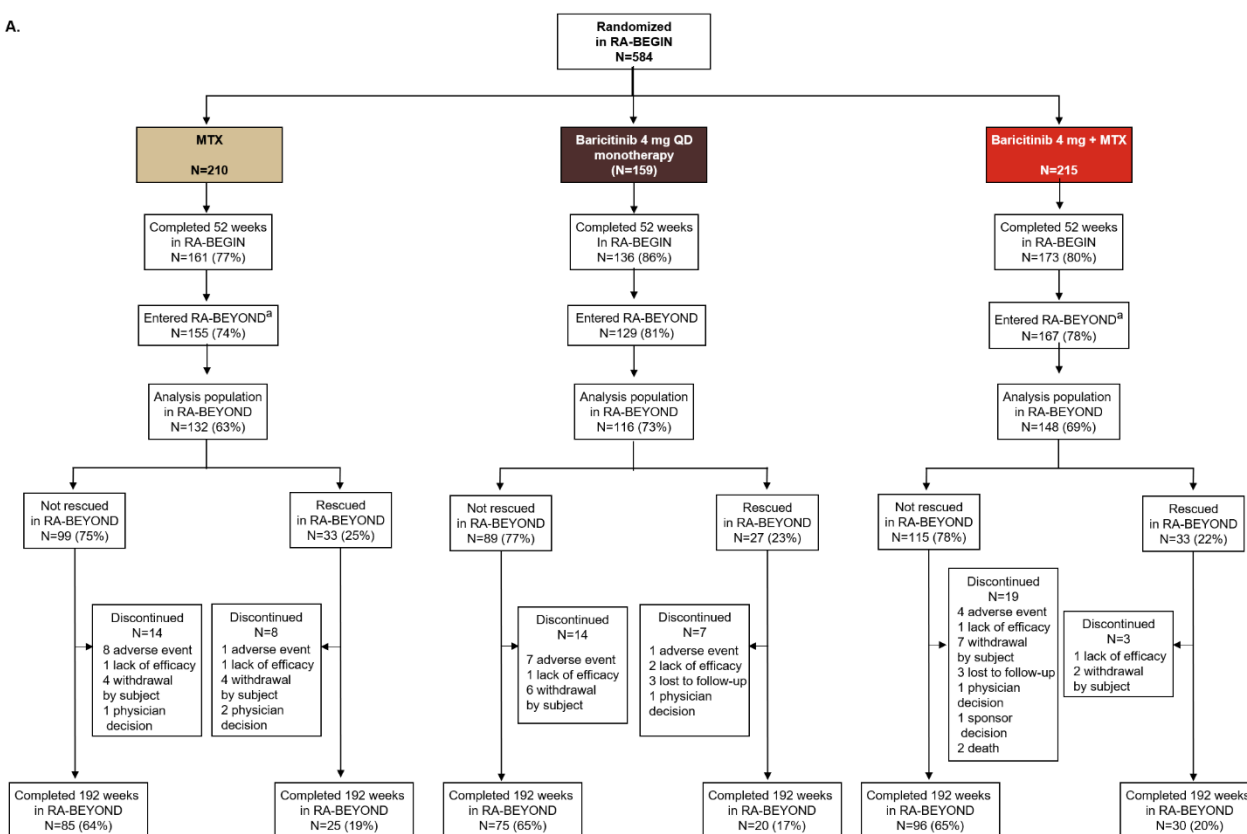 A.
Randomized
in RA-BEGIN
N=584
MTX
N=210
Baricitinib 4 mg QD
monotherapy
(N=159)
Baricitinib 4 mg + MTX
N=215
Completed 52 weeks
in RA-BEGIN
N=161 (77%)
Completed 52 weeks
In RA-BEGIN
N=136 (86%)
Completed 52 weeks
in RA-BEGIN
N=173 (80%)
Entered RA-BEYONDa
N=155 (74%)
Entered RA-BEYOND
N=129 (81%)
Entered RA-BEYONDa
N=167 (78%)
Analysis population
in RA-BEYOND
N=132 (63%)
Analysis population
in RA-BEYOND
N=116 (73%)
Analysis population
in RA-BEYOND
N=148 (69%)
Not rescued
in RA-BEYOND
N=99 (75%)
Rescued
in RA-BEYOND
N=33 (25%)
Not rescued
in RA-BEYOND
N=89 (77%)
Rescued
in RA-BEYOND
N=27 (23%)
Not rescued
in RA-BEYOND
N=115 (78%)
Rescued
in RA-BEYOND
N=33 (22%)
Discontinued
N=14
8 adverse event
1 lack of efficacy
4 withdrawal
by subject
1 physician
decision
Discontinued
N=8
1 adverse event
1 lack of efficacy
4 withdrawal
by subject
2 physician
decision
Discontinued
N=14
7 adverse event
1 lack of efficacy
6 withdrawal
by subject
Discontinued
N=7
1 adverse event
2 lack of efficacy
3 lost to follow-up
1 physician
decision
Discontinued
N=19
4 adverse event
1 lack of efficacy
7 withdrawal
by subject
3 lost to follow-up
1 physician
decision
1 sponsor
decision
2 death
Discontinued
N=3
1 lack of efficacy
2 withdrawal
by subject
Completed 192 weeks
in RA-BEYOND
N=85 (64%)
Completed 192 weeks
in RA-BEYOND
N=25 (19%)
Completed 192 weeks
in RA-BEYOND
N=75 (65%)
Completed 192 weeks
in RA-BEYOND
N=20 (17%)
Completed 192 weeks
in RA-BEYOND
N=96 (65%)
Completed 192 weeks
in RA-BEYOND
N=30 (20%)